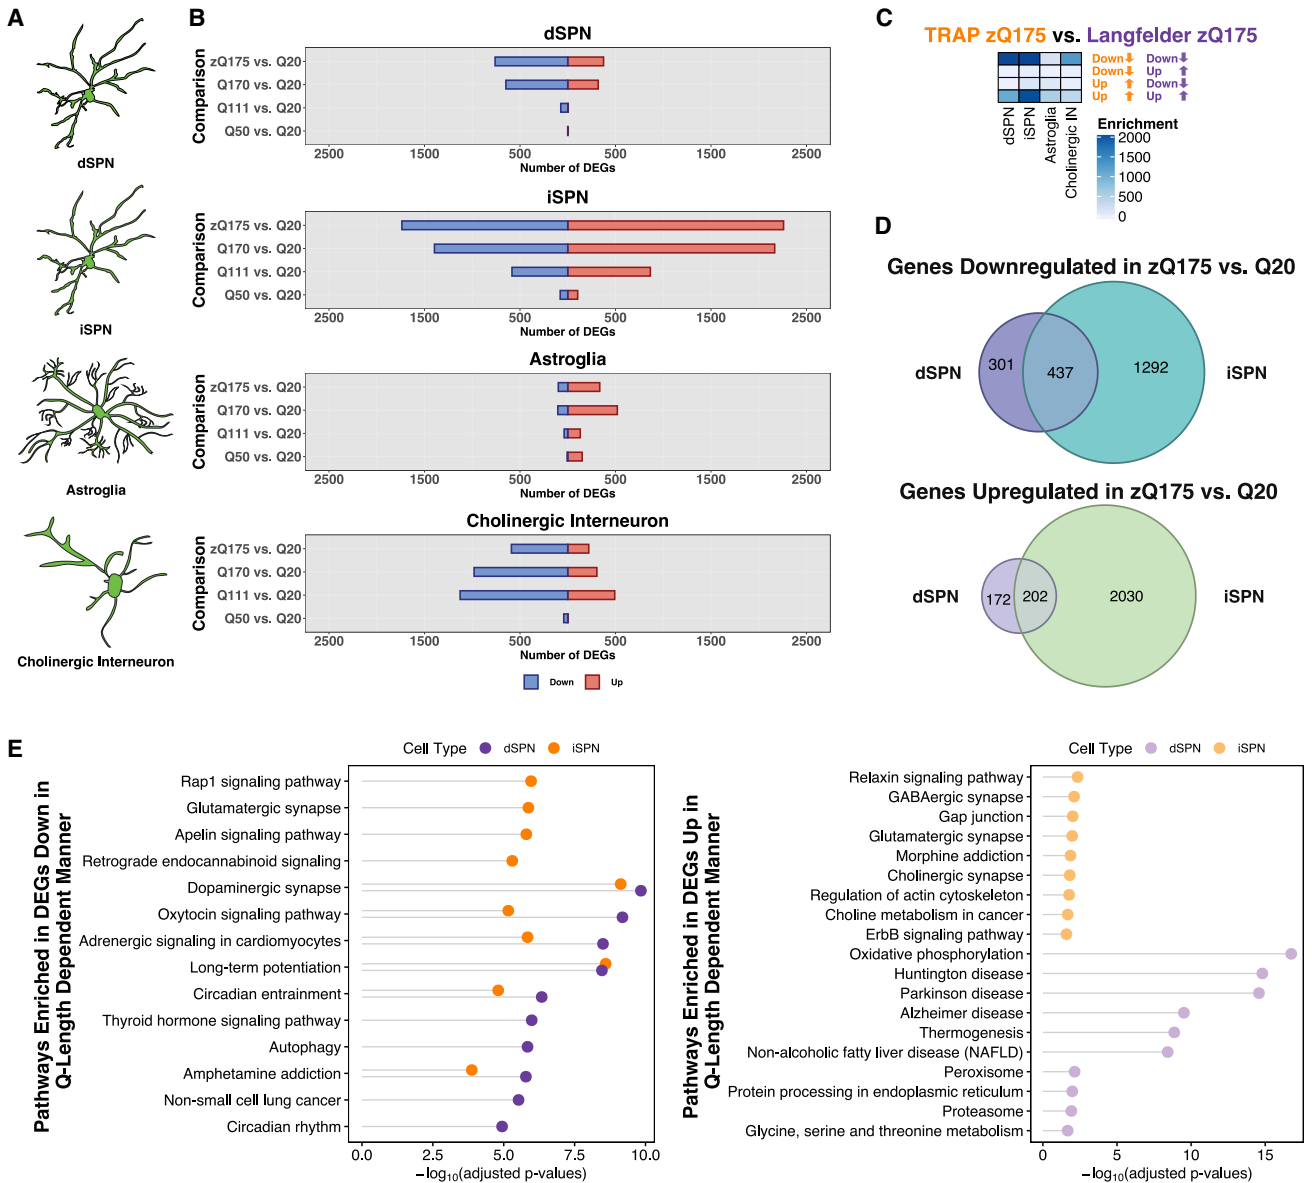 A
dSPN
iSPN
Astroglia
Cholinergic Interneuron
B
dSPN
Comparison
zQ175 vs. Q20
Q170 vs. Q20
Q111 vs. Q20
Q50 vs. Q20
2500 1500 500 500 1500 2500
Number of DEGs
iSPN
Comparison
zQ175 vs. Q20
Q170 vs. Q20
Q111 vs. Q20
Q50 vs. Q20
2500 1500 500 500 1500 2500
Number of DEGs
Astroglia
Comparison
zQ175 vs. Q20
Q170 vs. Q20
Q111 vs. Q20
Q50 vs. Q20
2500 1500 500 500 1500 2500
Number of DEGs
Cholinergic Interneuron
Comparison
zQ175 vs. Q20
Q170 vs. Q20
Q111 vs. Q20
Q50 vs. Q20
2500 1500 500 500 1500 2500
Number of DEGs
Down Up
C
TRAP zQ175 vs. Langfelder zQ175
Down Down
Down Up
Up Down
Up Up
dSPN
iSPN
Astroglia
Cholinergic IN
Enrichment
2000
1500
1000
500
0
D
Genes Downregulated in zQ175 vs. Q20
dSPN 301 437 1292 iSPN
Genes Upregulated in zQ175 vs. Q20
dSPN 172 202 2030 iSPN
E
Cell Type dSPN iSPN
Pathways Enriched in DEGs Down in
Q-Length Dependent Manner
Rap1 signaling pathway
Glutamatergic synapse
Apelin signaling pathway
Retrograde endocannabinoid signaling
Dopaminergic synapse
Oxytocin signaling pathway
Adrenergic signaling in cardiomyocytes
Long-term potentiation
Circadian entrainment
Thyroid hormone signaling pathway
Autophagy
Amphetamine addiction
Non-small cell lung cancer
Circadian rhythm
0.0 2.5 5.0 7.5 10.0
−log10(adjusted p-values)
Cell Type dSPN iSPN
Pathways Enriched in DEGs Up in
Q-Length Dependent Manner
Relaxin signaling pathway
GABAergic synapse
Gap junction
Glutamatergic synapse
Morphine addiction
Cholinergic synapse
Regulation of actin cytoskeleton
Choline metabolism in cancer
ErbB signaling pathway
Oxidative phosphorylation
Huntington disease
Parkinson disease
Alzheimer disease
Thermogenesis
Non-alcoholic fatty liver disease (NAFLD)
Peroxisome
Protein processing in endoplasmic reticulum
Proteasome
Glycine, serine and threonine metabolism
0 5 10 15
−log10(adjusted p-values)